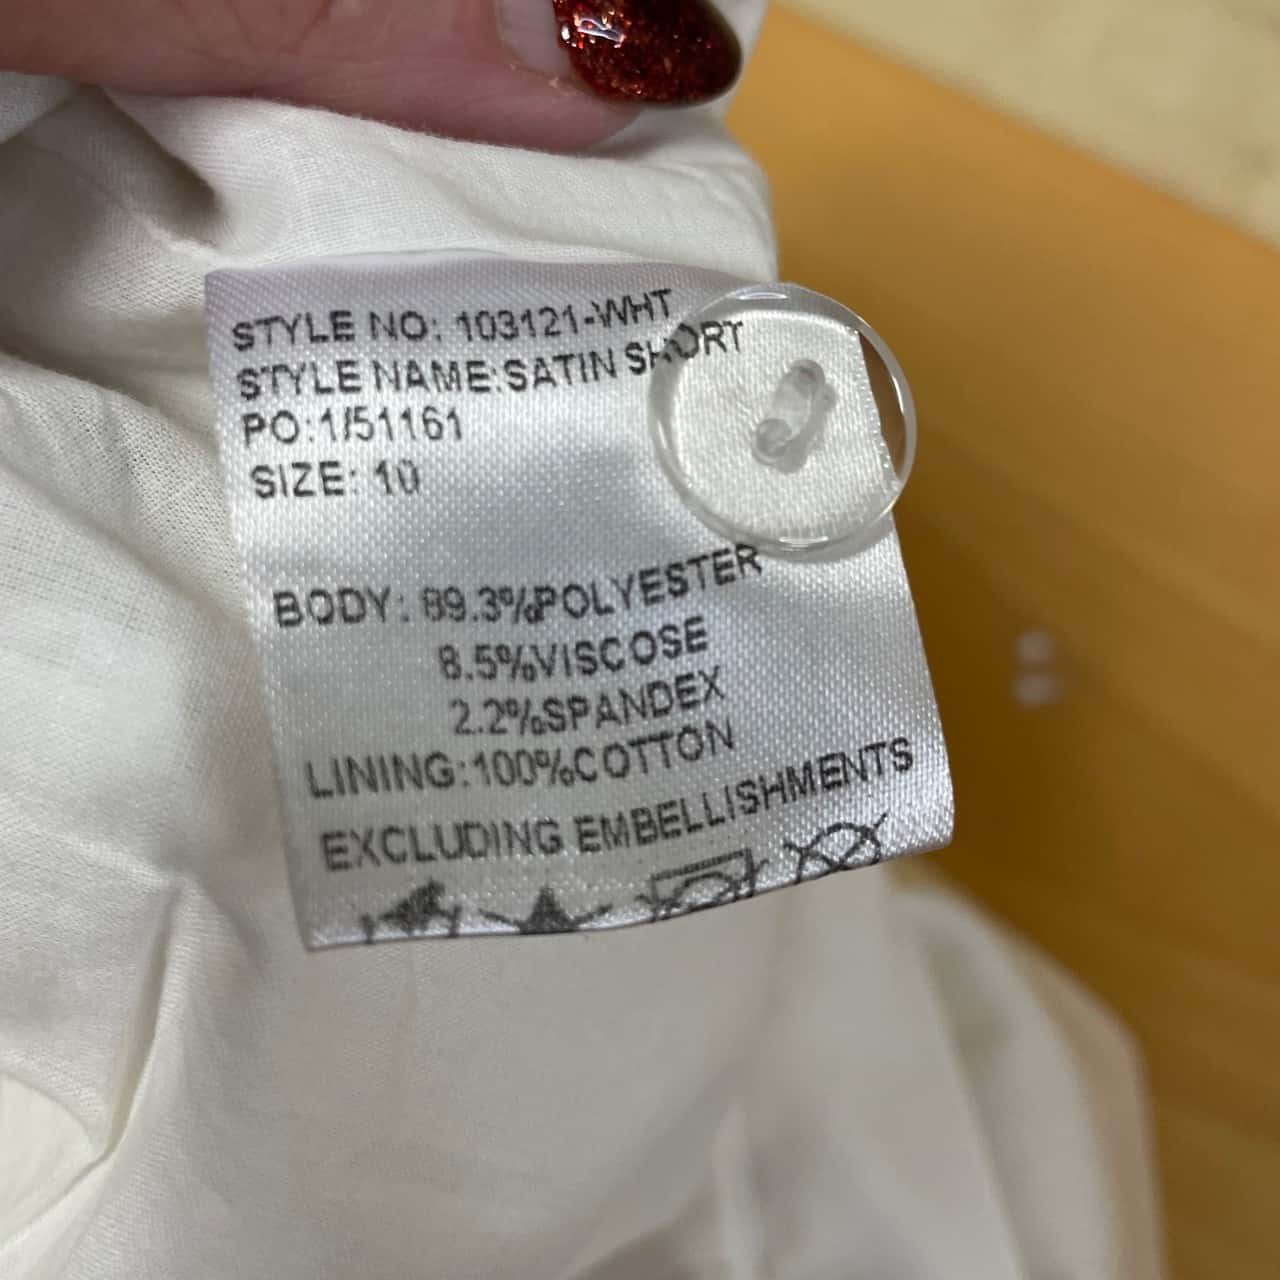 STYLE NO: 103121-WHT
STYLE NAME:SATIN SHORT
PO:1/51161
SIZE: 10
BODY: 89.3%POLYESTER
8.5%VISCOSE
2.2%SPANDEX
LINING:100%COTTON
EXCLUDING EMBELLISHMENTS